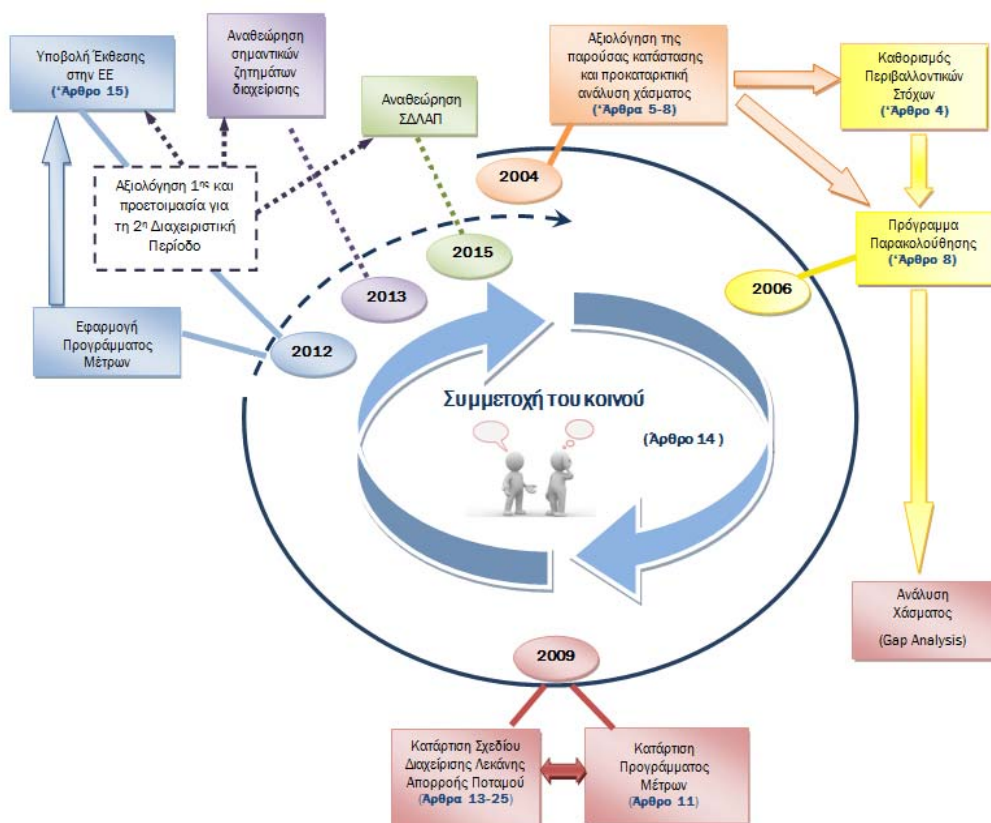 Υποβολή Έκθεσης
στην ΕΕ
(*Άρθρο 15)
Αναθεώρηση
σημαντικών
ζητημάτων
διαχείρισης
Αναθεώρηση
ΣΔΛΑΠ
Αξιολόγηση της
παρούσας κατάστασης
και προκαταρκτική
ανάλυση χάσματος
(*Άρθρα 5-8)
Καθορισμός
Περιβαλλοντικών
Στόχων
(*Άρθρο 4)
Αξιολόγηση 1ης και
προετοιμασία για
τη 2η Διαχειριστική
Περίοδο
2004
Πρόγραμμα
Παρακολούθησης
(*Άρθρο 8)
2015
2013
2006
Εφαρμογή
Προγράμματος
Μέτρων
2012
Συμμετοχή του κοινού
(Άρθρο 14 )
Ανάλυση
Χάσματος
(Gap Analysis)
2009
Κατάρτιση Σχεδίου
Διαχείρισης Λεκάνης
Απορροής Ποταμού
(Άρθρα 13-25)
Κατάρτιση
Προγράμματος
Μέτρων
(Άρθρο 11)